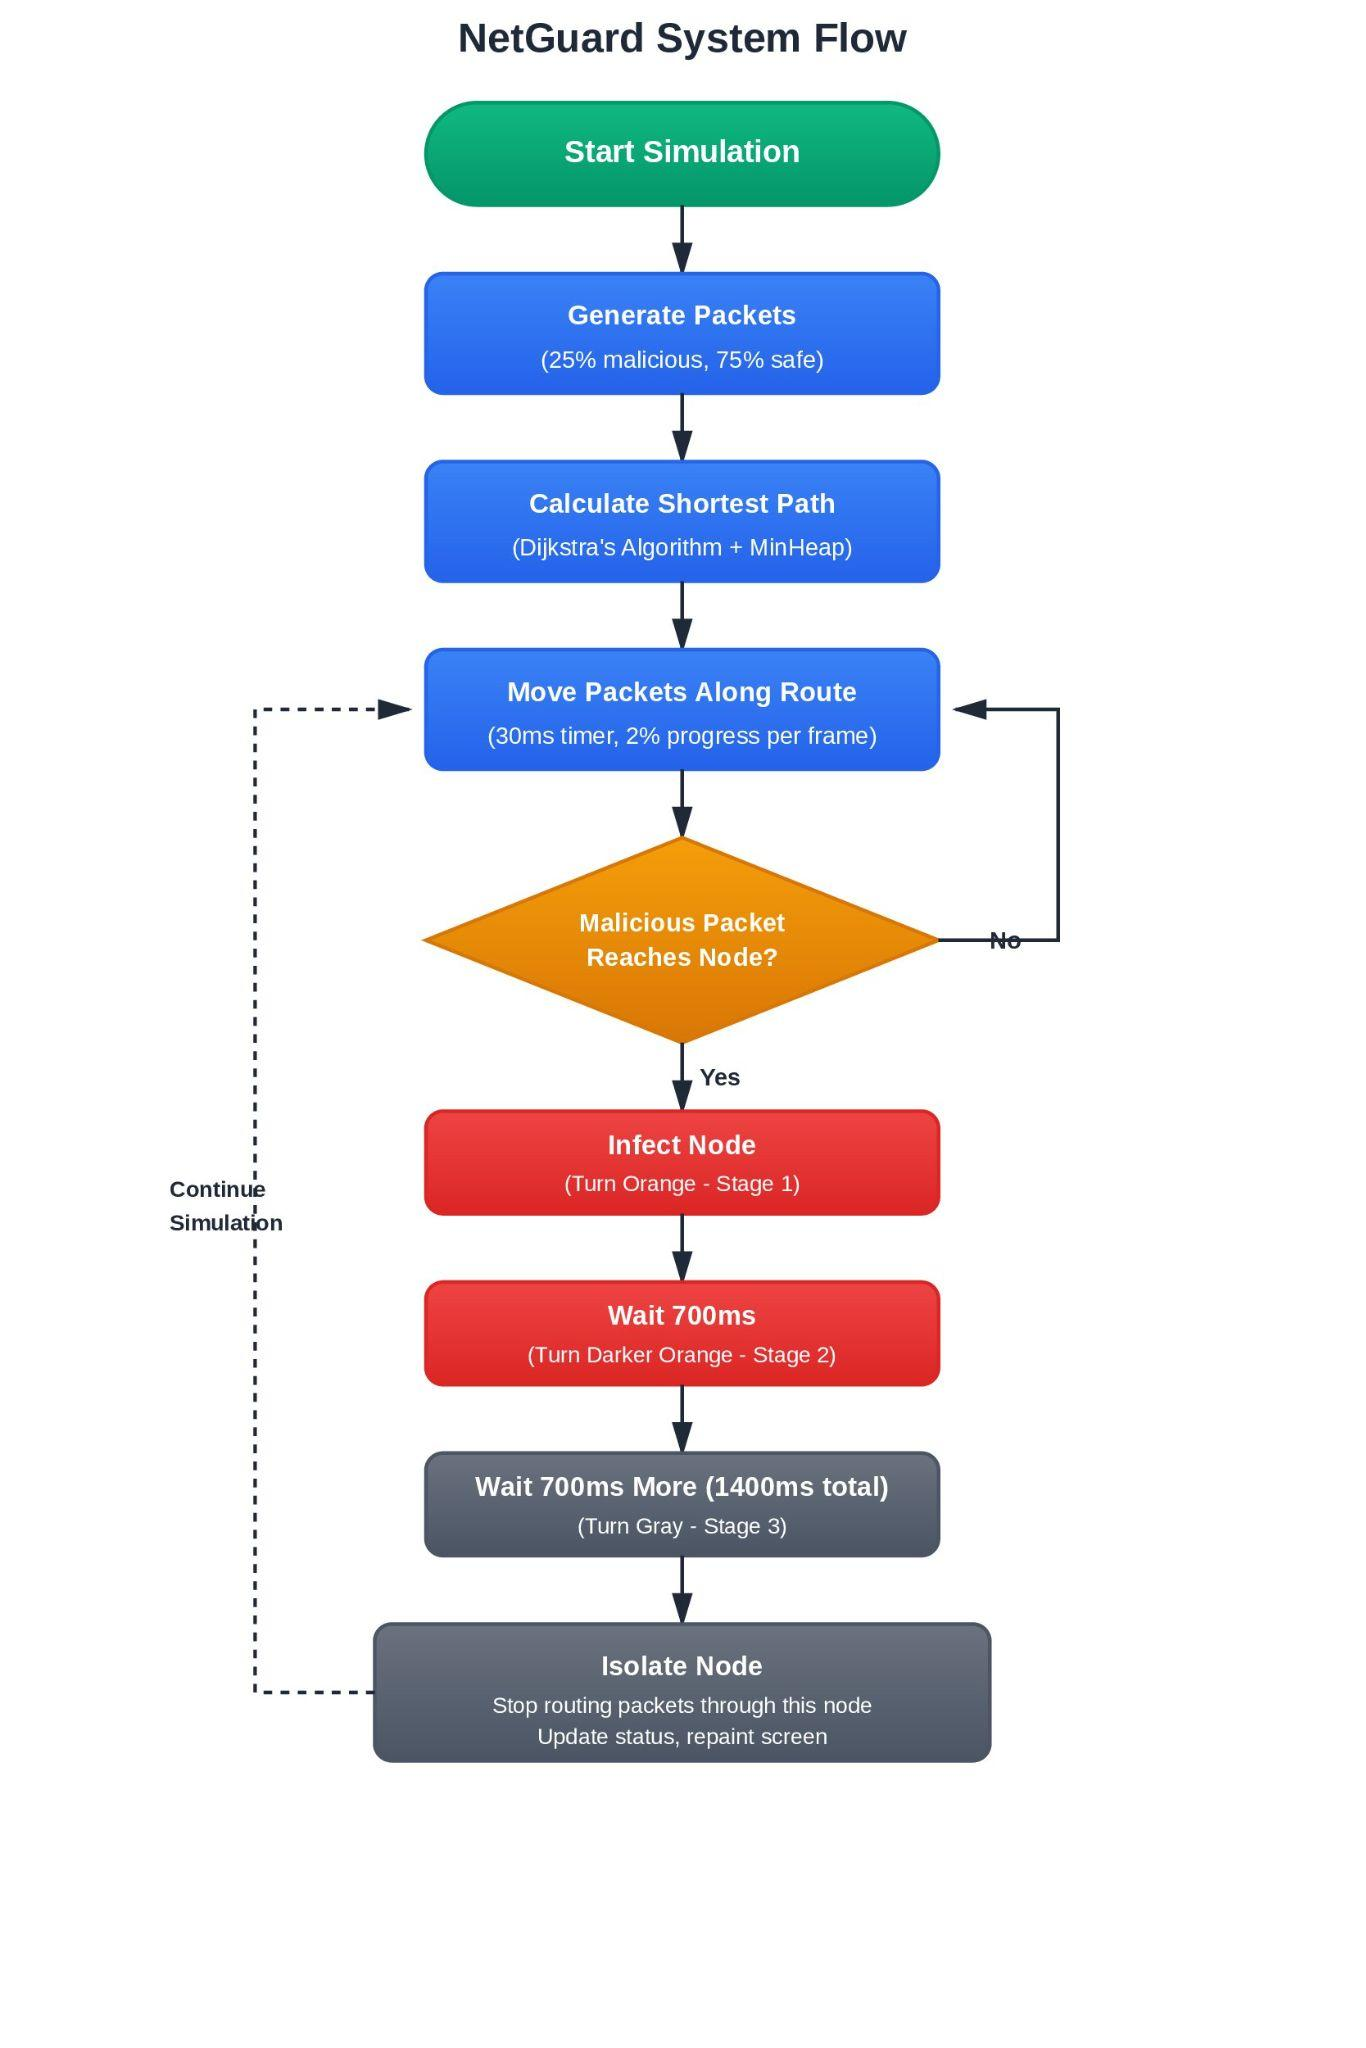 NetGuard System Flow
Start Simulation
Generate Packets
(25% malicious, 75% safe)
Calculate Shortest Path
(Dijkstra's Algorithm + MinHeap)
Move Packets Along Route
(30ms timer, 2% progress per frame)
Malicious Packet
Reaches Node?
No
Yes
Infect Node
(Turn Orange - Stage 1)
Continue
Simulation
Wait 700ms
(Turn Darker Orange - Stage 2)
Wait 700ms More (1400ms total)
(Turn Gray - Stage 3)
Isolate Node
Stop routing packets through this node
Update status, repaint screen